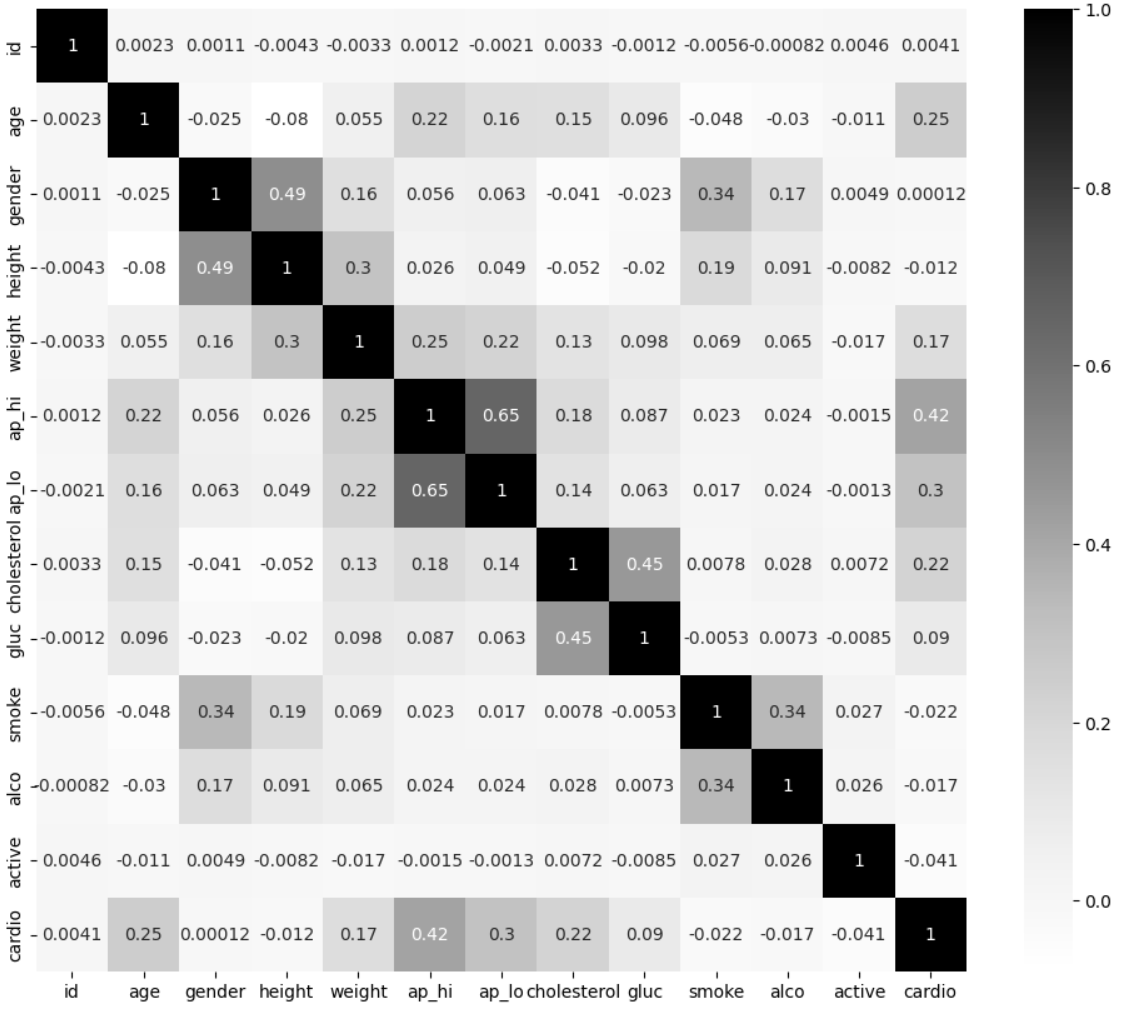 id 1 0.0023 0.0011 -0.0043 -0.0033 0.0012 -0.0021 0.0033 -0.0012 -0.0056 -0.00082 0.0046 0.0041
age 0.0023 1 -0.025 -0.08 0.055 0.22 0.16 0.15 0.096 -0.048 -0.03 -0.011 0.25
gender 0.0011 -0.025 1 0.49 0.16 0.056 0.063 -0.041 -0.023 0.34 0.17 0.0049 0.00012
height -0.0043 -0.08 0.49 1 0.3 0.026 0.049 -0.052 -0.02 0.19 0.091 -0.0082 -0.012
weight -0.0033 0.055 0.16 0.3 1 0.25 0.22 0.13 0.098 0.069 0.065 -0.017 0.17
ap_hi 0.0012 0.22 0.056 0.026 0.25 1 0.65 0.18 0.087 0.023 0.024 -0.0015 0.42
ap_lo -0.0021 0.16 0.063 0.049 0.22 0.65 1 0.14 0.063 0.017 0.024 -0.0013 0.3
cholesterol 0.0033 0.15 -0.041 -0.052 0.13 0.18 0.14 1 0.45 0.0078 0.028 0.0072 0.22
gluc -0.0012 0.096 -0.023 -0.02 0.098 0.087 0.063 0.45 1 -0.0053 0.0073 -0.0085 0.09
smoke -0.0056 -0.048 0.34 0.19 0.069 0.023 0.017 0.0078 -0.0053 1 0.34 0.027 -0.022
alco -0.00082 -0.03 0.17 0.091 0.065 0.024 0.024 0.028 0.0073 0.34 1 0.026 -0.017
active 0.0046 -0.011 0.0049 -0.0082 -0.017 -0.0015 -0.0013 0.0072 -0.0085 0.027 0.026 1 -0.041
cardio 0.0041 0.25 0.00012 -0.012 0.17 0.42 0.3 0.22 0.09 -0.022 -0.017 -0.041 1
id age gender height weight ap_hi ap_lo cholesterol gluc smoke alco active cardio
1.0
0.8
0.6
0.4
0.2
0.0